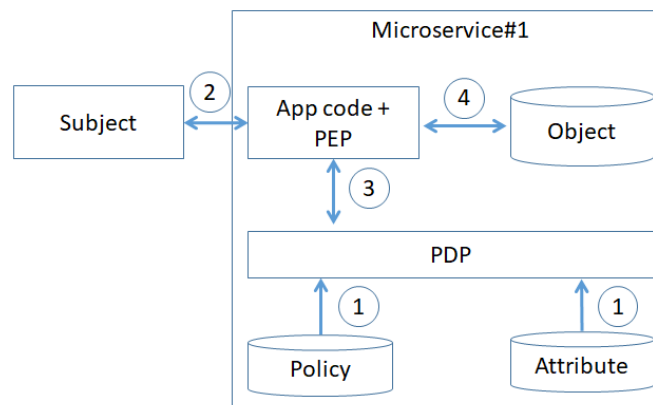 Microservice#1
2
4
Subject
App code +
PEP
Object
3
PDP
1
1
Policy
Attribute